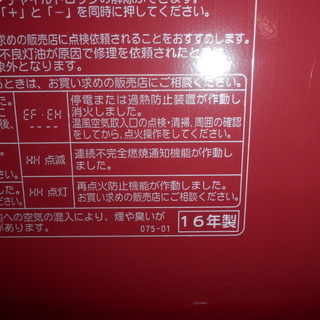 「+」と「−」を同時に押してください。
求めの販売店に点検依頼されることをおすすめします。
不良灯油が原因で修理を依頼されたときは、
象外となります。
るときは、お買い求めの販売店にご相談ください。
EF・EH
停電または過熱防止装置が作動し
消火しました。
温風空気取入口の点検・清掃、周囲の確認
をしてから、点火操作をしてください。
した。
HH 点滅
連続不完全燃焼通知機能が作動しました。
HH 点灯
再点火防止機能が作動しました。
お買い求めの販売店にご相談ください。
油への空気の混入により、煙や臭いが
075-01
16年製